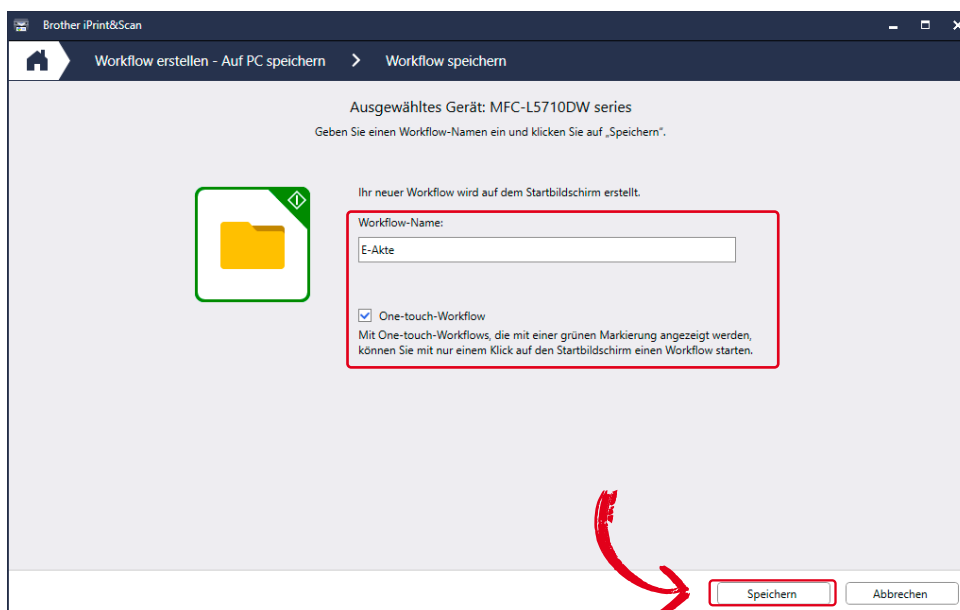 Brother iPrint&Scan
Workflow erstellen - Auf PC speichern
Workflow speichern
Ausgewähltes Gerät: MFC-L5710DW series
Geben Sie einen Workflow-Namen ein und klicken Sie auf „Speichern“.
Ihr neuer Workflow wird auf dem Startbildschirm erstellt.
Workflow-Name:
E-Akte
One-touch-Workflow
Mit One-touch-Workflows, die mit einer grünen Markierung angezeigt werden,
können Sie mit nur einem Klick auf den Startbildschirm einen Workflow starten.
Speichern
Abbrechen